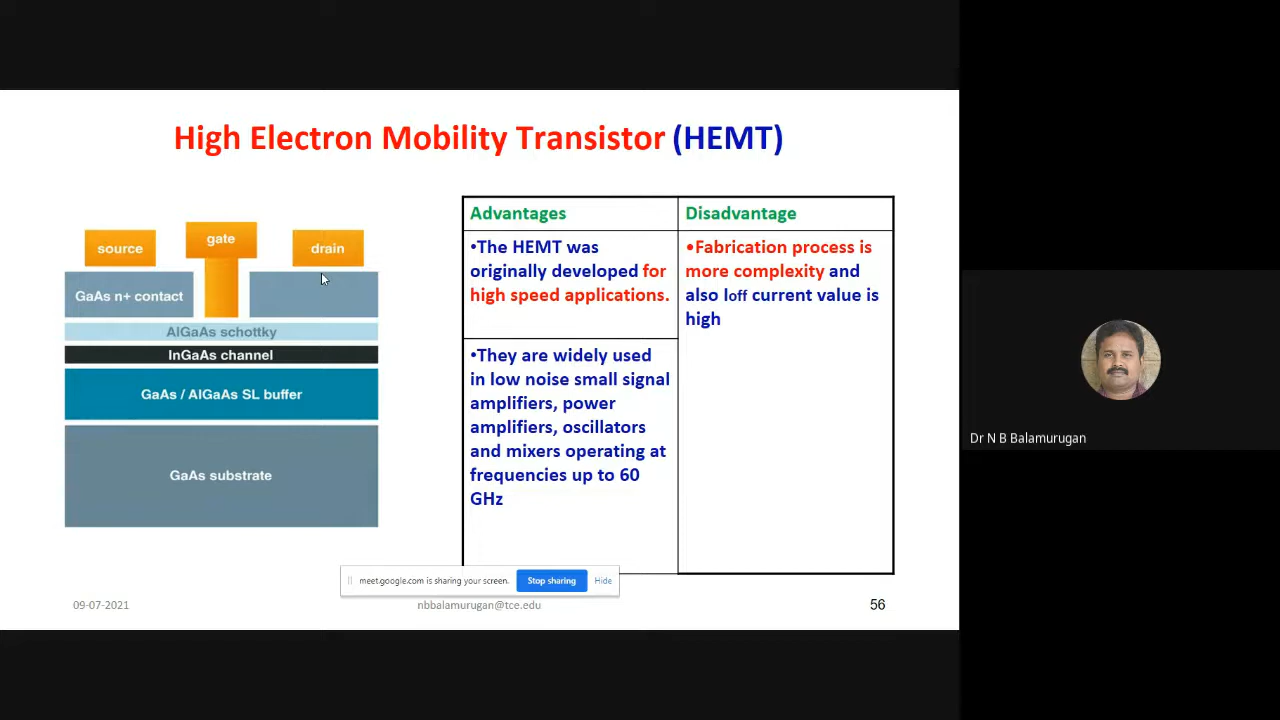 High Electron Mobility Transistor (HEMT)
source
gate
drain
GaAs n+ contact
AlGaAs schottky
InGaAs channel
GaAs / AlGaAs SL buffer
GaAs substrate
Advantages
•The HEMT was
originally developed for
high speed applications.
•They are widely used
in low noise small signal
amplifiers, power
amplifiers, oscillators
and mixers operating at
frequencies up to 60
GHz
Disadvantage
•Fabrication process is
more complexity and
also Ioff current value is
high
meet.google.com is sharing your screen. Stop sharing Hide
09-07-2021
nbbalamurugan@tce.edu
56
Dr N B Balamurugan